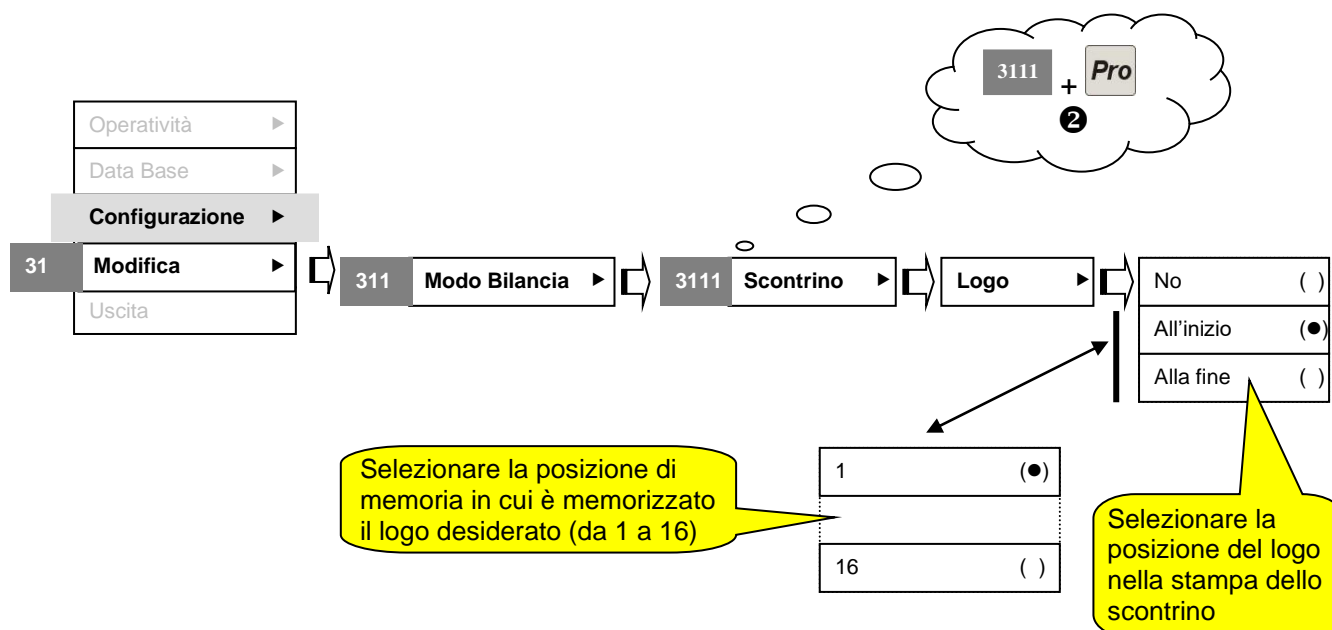 3111 + Pro
❷
Operatività ►
Data Base ►
Configurazione ►
31 Modifica ►
Uscita
311 Modo Bilancia ►
3111 Scontrino ►
Logo ►
No ( )
All'inizio (●)
Alla fine ( )
Selezionare la posizione di
memoria in cui è memorizzato
il logo desiderato (da 1 a 16)
1 (●)
16 ( )
Selezionare la
posizione del logo
nella stampa dello
scontrino